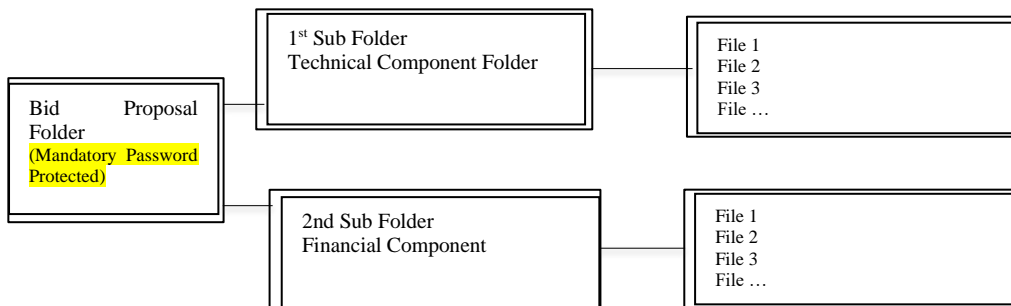 Bid Proposal
Folder
(Mandatory Password
Protected)
1st Sub Folder
Technical Component Folder
File 1
File 2
File 3
File …
2nd Sub Folder
Financial Component
File 1
File 2
File 3
File …